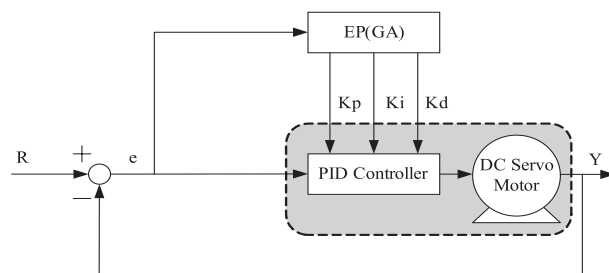 EP(GA)
Kp Ki Kd
+
R e
PID Controller
DC Servo
Motor
Y
—